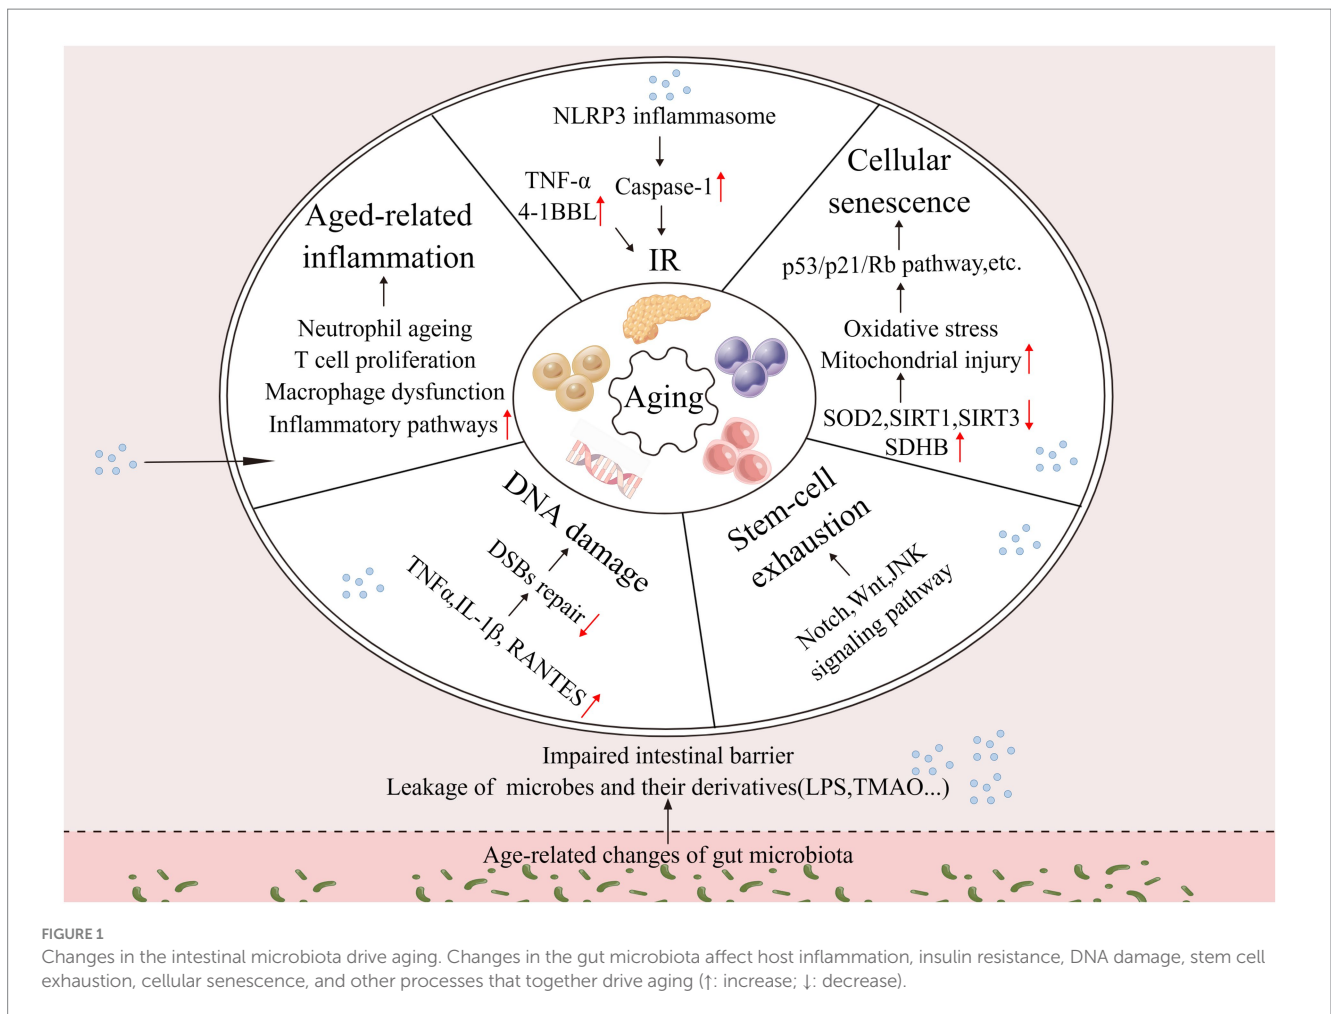 NLRP3 inflammasome
TNF-α
4-1BBL↑
Caspase-1↑
IR
Aged-related
inflammation
Neutrophil ageing
T cell proliferation
Macrophage dysfunction
Inflammatory pathways↑
Cellular
senescence
p53/p21/Rb pathway,etc.
Oxidative stress
Mitochondrial injury↑
SOD2,SIRT1,SIRT3↓
SDHB↑
Aging
DNA damage
DSBs repair↓
TNFα,IL-1β, RANTES↑
Stem-cell
exhaustion
Notch,Wnt,JNK
signaling pathway
Impaired intestinal barrier
Leakage of microbes and their derivatives(LPS,TMAO...)
Age-related changes of gut microbiota
FIGURE 1
Changes in the intestinal microbiota drive aging. Changes in the gut microbiota affect host inflammation, insulin resistance, DNA damage, stem cell
exhaustion, cellular senescence, and other processes that together drive aging (↑: increase; ↓: decrease).